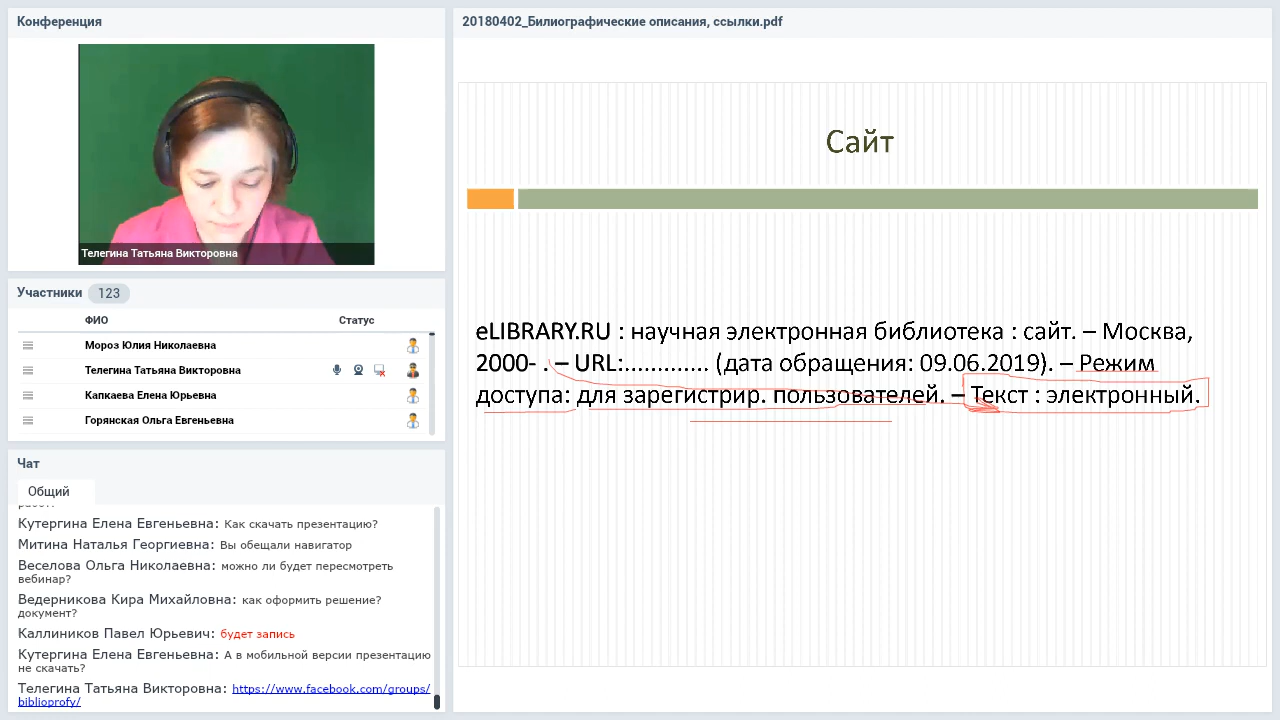 Конференция
Телегина Татьяна Викторовна
Участники 123
ФИО Статус
Мороз Юлия Николаевна
Телегина Татьяна Викторовна
Капкаева Елена Юрьевна
Горянская Ольга Евгеньевна
Чат
Общий
Кутергина Елена Евгеньевна: Как скачать презентацию?
Митина Наталья Георгиевна: Вы обещали навигатор
Веселова Ольга Николаевна: можно ли будет пересмотреть
вебинар?
Ведерникова Кира Михайловна: как оформить решение?
документ?
Каллиников Павел Юрьевич: будет запись
Кутергина Елена Евгеньевна: А в мобильной версии презентацию
не скачать?
Телегина Татьяна Викторовна: https://www.facebook.com/groups/
biblioprofy/
20180402_Билиографические описания, ссылки.pdf
Сайт
eLIBRARY.RU : научная электронная библиотека : сайт. – Москва,
2000- . – URL:............. (дата обращения: 09.06.2019). – Режим
доступа: для зарегистрир. пользователей. – Текст : электронный.